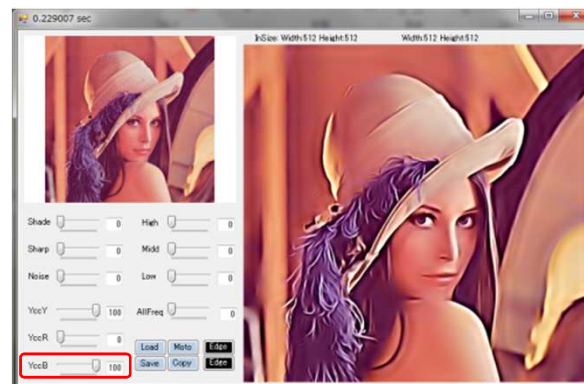 0.229007 sec
InSize: Width:512 Height:512 Width:512 Height:512
Shade 0 High 0
Sharp 0 Midd 0
Noise 0 Low 0
YccY 100 AllFreq 0
YccR 0
Load Moto Edge
YccB 100 Save Copy Edge